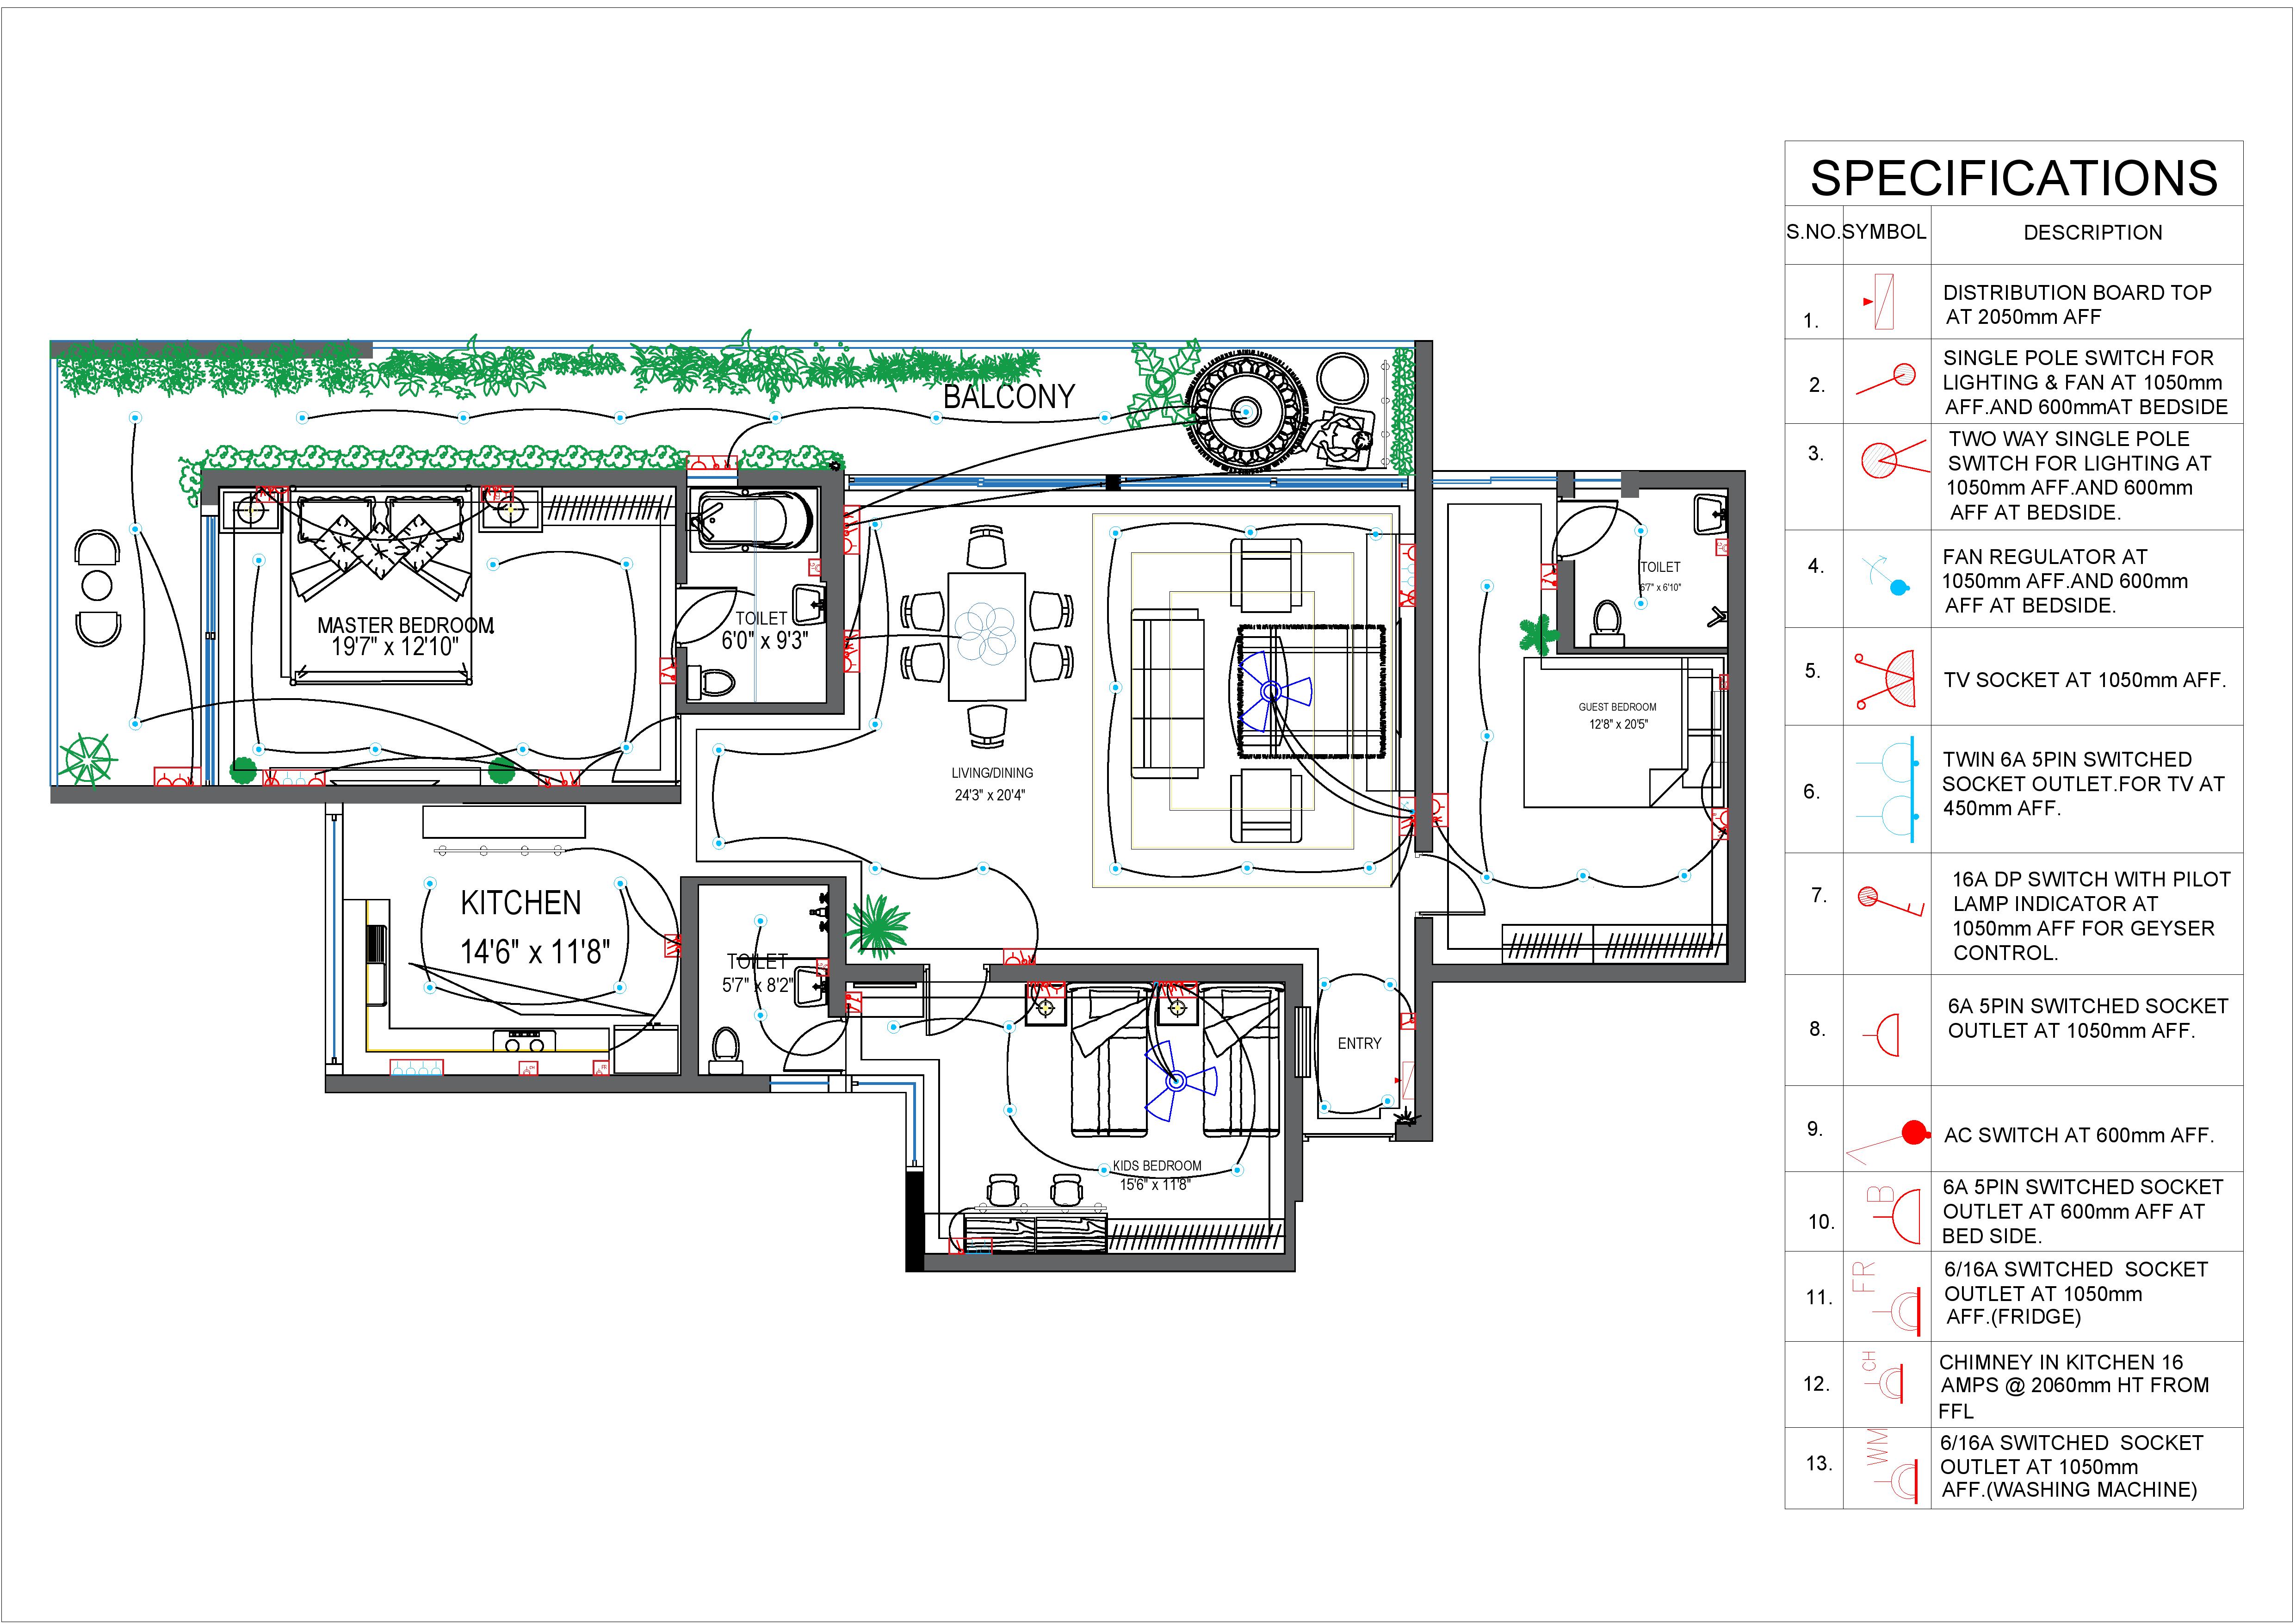 BALCONY
MASTER BEDROOM
19'7" x 12'10"
TOILET
6'0" x 9'3"
TOILET
6'7" x 6'10"
GUEST BEDROOM
12'8" x 20'5"
LIVING/DINING
24'3" x 20'4"
KITCHEN
14'6" x 11'8"
TOILET
5'7" x 8'2"
ENTRY
KIDS BEDROOM
15'6" x 11'8"
SPECIFICATIONS
S.NO. SYMBOL DESCRIPTION
1.
DISTRIBUTION BOARD TOP
AT 2050mm AFF
2.
SINGLE POLE SWITCH FOR
LIGHTING & FAN AT 1050mm
AFF.AND 600mmAT BEDSIDE
3.
TWO WAY SINGLE POLE
SWITCH FOR LIGHTING AT
1050mm AFF.AND 600mm
AFF AT BEDSIDE.
4.
FAN REGULATOR AT
1050mm AFF.AND 600mm
AFF AT BEDSIDE.
5.
TV SOCKET AT 1050mm AFF.
6.
TWIN 6A 5PIN SWITCHED
SOCKET OUTLET.FOR TV AT
450mm AFF.
7.
16A DP SWITCH WITH PILOT
LAMP INDICATOR AT
1050mm AFF FOR GEYSER
CONTROL.
8.
6A 5PIN SWITCHED SOCKET
OUTLET AT 1050mm AFF.
9.
AC SWITCH AT 600mm AFF.
10.
B
6A 5PIN SWITCHED SOCKET
OUTLET AT 600mm AFF AT
BED SIDE.
11.
FR
6/16A SWITCHED SOCKET
OUTLET AT 1050mm
AFF.(FRIDGE)
12.
CH
CHIMNEY IN KITCHEN 16
AMPS @ 2060mm HT FROM
FFL
13.
WM
6/16A SWITCHED SOCKET
OUTLET AT 1050mm
AFF.(WASHING MACHINE)